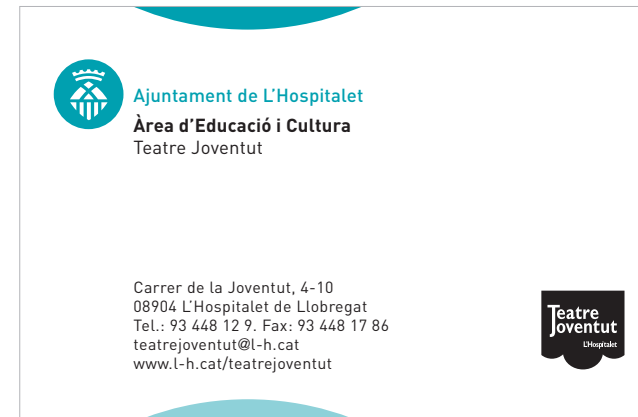 Ajuntament de L'Hospitalet
Àrea d'Educació i Cultura
Teatre Joventut
Carrer de la Joventut, 4-10
08904 L'Hospitalet de Llobregat
Tel.: 93 448 12 9. Fax: 93 448 17 86
teatrejoventut@l-h.cat
www.l-h.cat/teatrejoventut
Teatre
Joventut
L'Hospitalet